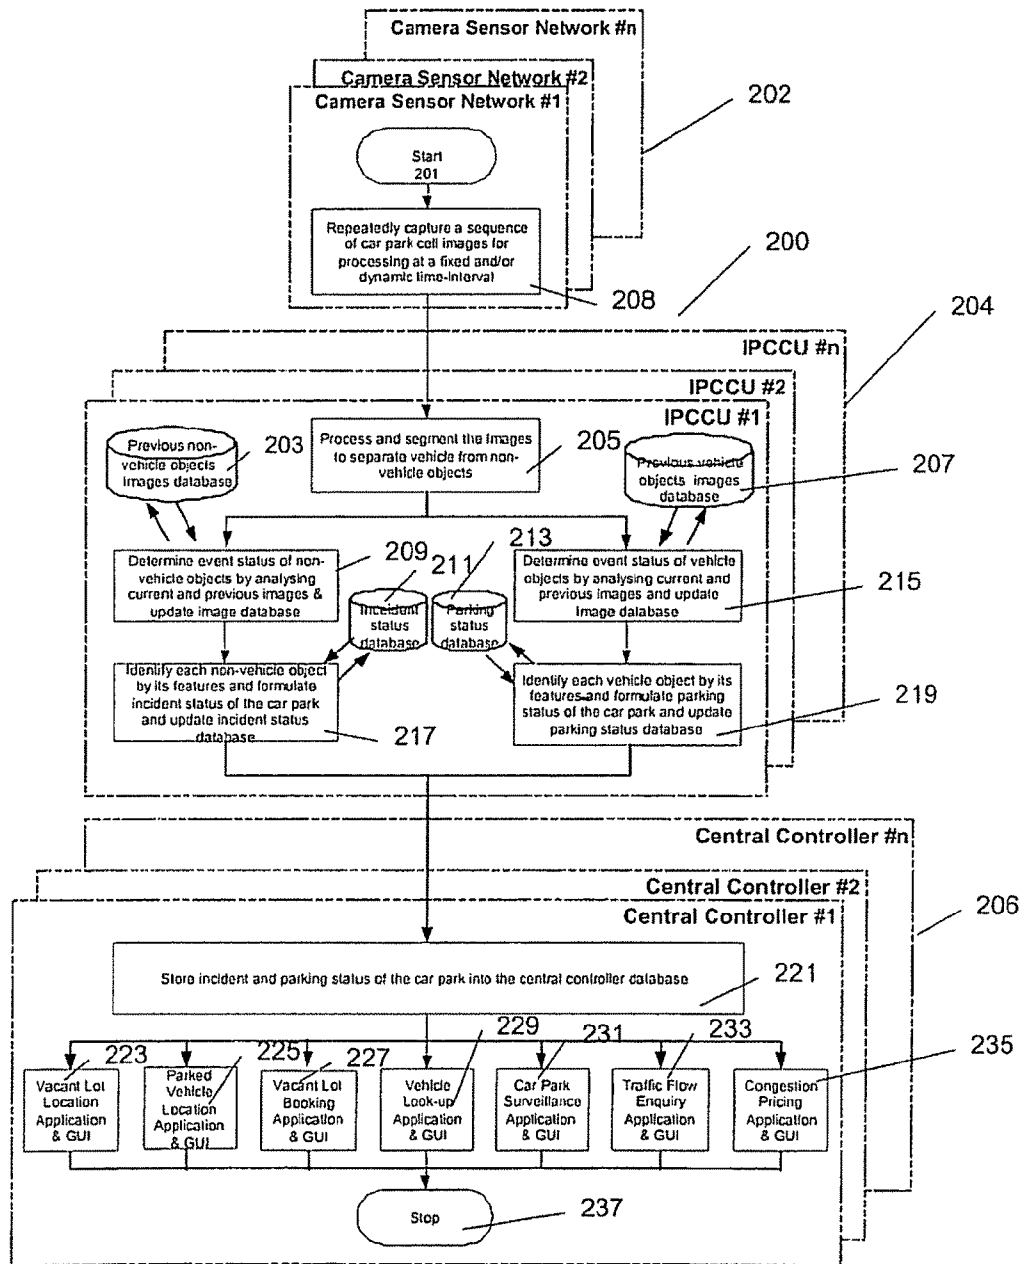 Camera Sensor Network #n
Camera Sensor Network #2
Camera Sensor Network #1
202
Start
201
Repeatedly capture a sequence
of car park cell images for
processing at a fixed and/or
dynamic time-interval
208
200
204
IPCCU #n
IPCCU #2
IPCCU #1
Previous non-
vehicle objects
images database
203
Process and segment the images
to separate vehicle from non-
vehicle objects
205
Previous vehicle
objects images
database
207
Determine event status of non-
vehicle objects by analysing
current and previous images &
update image database
209
211
213
Incident
status
database
Parking
status
database
Determine event status of vehicle
objects by analysing current and
previous images and update
image database
215
Identify each non-vehicle object
by its features and formulate
incident status of the car park
and update incident status
database
217
Identify each vehicle object by its
features and formulate parking
status of the car park and update
parking status database
219
Central Controller #n
Central Controller #2
Central Controller #1
206
Store incident and parking status of the car park into the central controller database
221
223
225
227
229
231
233
235
Vacant Lot
Location
Application
& GUI
Parked
Vehicle
Location
Application
& GUI
Vacant Lot
Booking
Application
& GUI
Vehicle
Look-up
Application
& GUI
Car Park
Surveillance
Application
& GUI
Traffic Flow
Enquiry
Application
& GUI
Congestion
Pricing
Application
& GUI
Stop
237